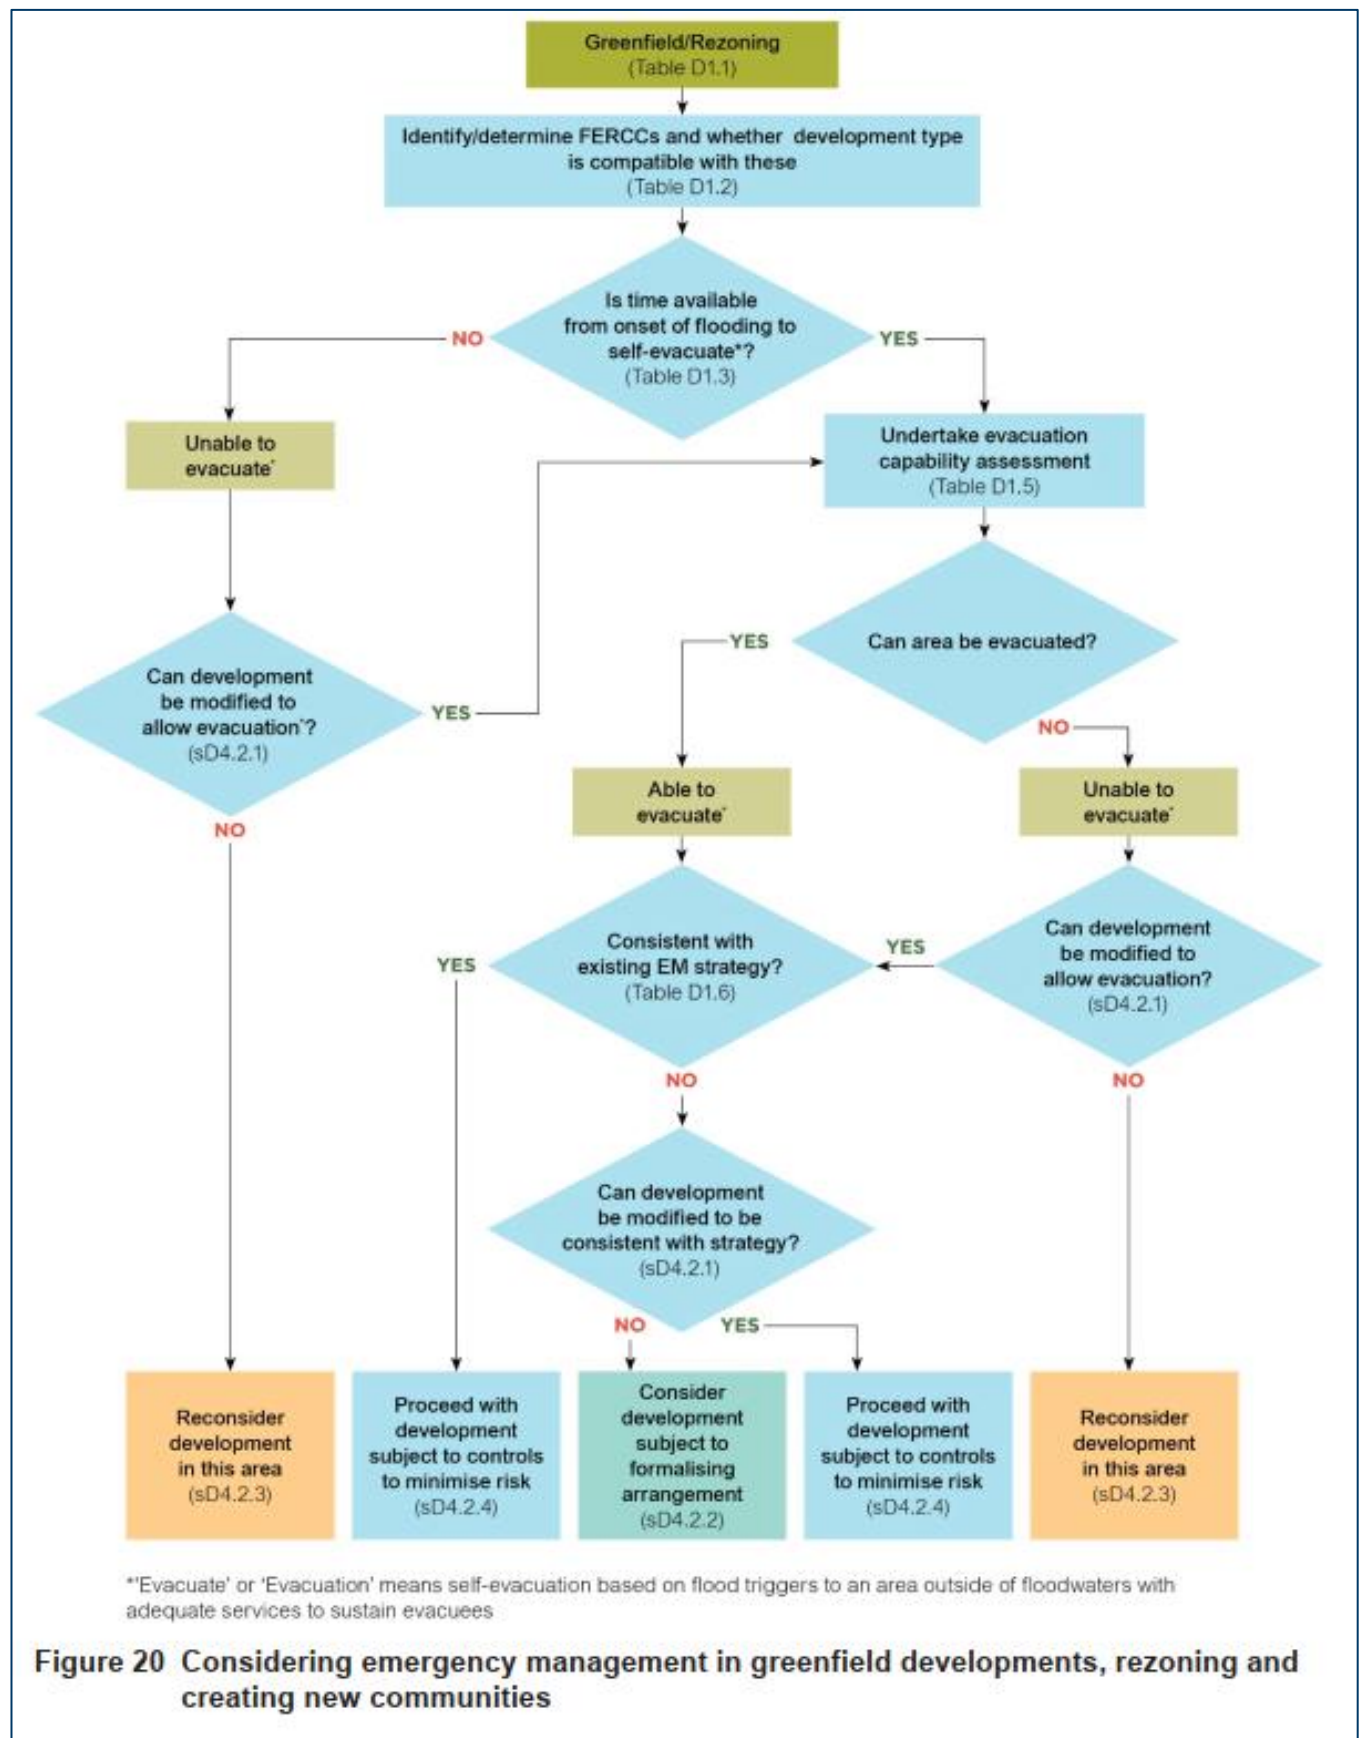 Greenfield/Rezoning
(Table D1.1)
Identify/determine FERCCs and whether development type
is compatible with these
(Table D1.2)
Is time available
from onset of flooding to
self-evacuate*?
(Table D1.3)
NO
YES
Unable to
evacuate*
Undertake evacuation
capability assessment
(Table D1.5)
Can development
be modified to
allow evacuation*?
(sD4.2.1)
YES
NO
Can area be evacuated?
YES
NO
Able to
evacuate*
Unable to
evacuate*
Consistent with
existing EM strategy?
(Table D1.6)
YES
NO
Can development
be modified to
allow evacuation?
(sD4.2.1)
YES
NO
Can development
be modified to be
consistent with strategy?
(sD4.2.1)
NO
YES
Reconsider
development
in this area
(sD4.2.3)
Proceed with
development
subject to controls
to minimise risk
(sD4.2.4)
Consider
development
subject to
formalising
arrangement
(sD4.2.2)
Proceed with
development
subject to controls
to minimise risk
(sD4.2.4)
Reconsider
development
in this area
(sD4.2.3)
*'Evacuate' or 'Evacuation' means self-evacuation based on flood triggers to an area outside of floodwaters with
adequate services to sustain evacuees
Figure 20 Considering emergency management in greenfield developments, rezoning and
creating new communities